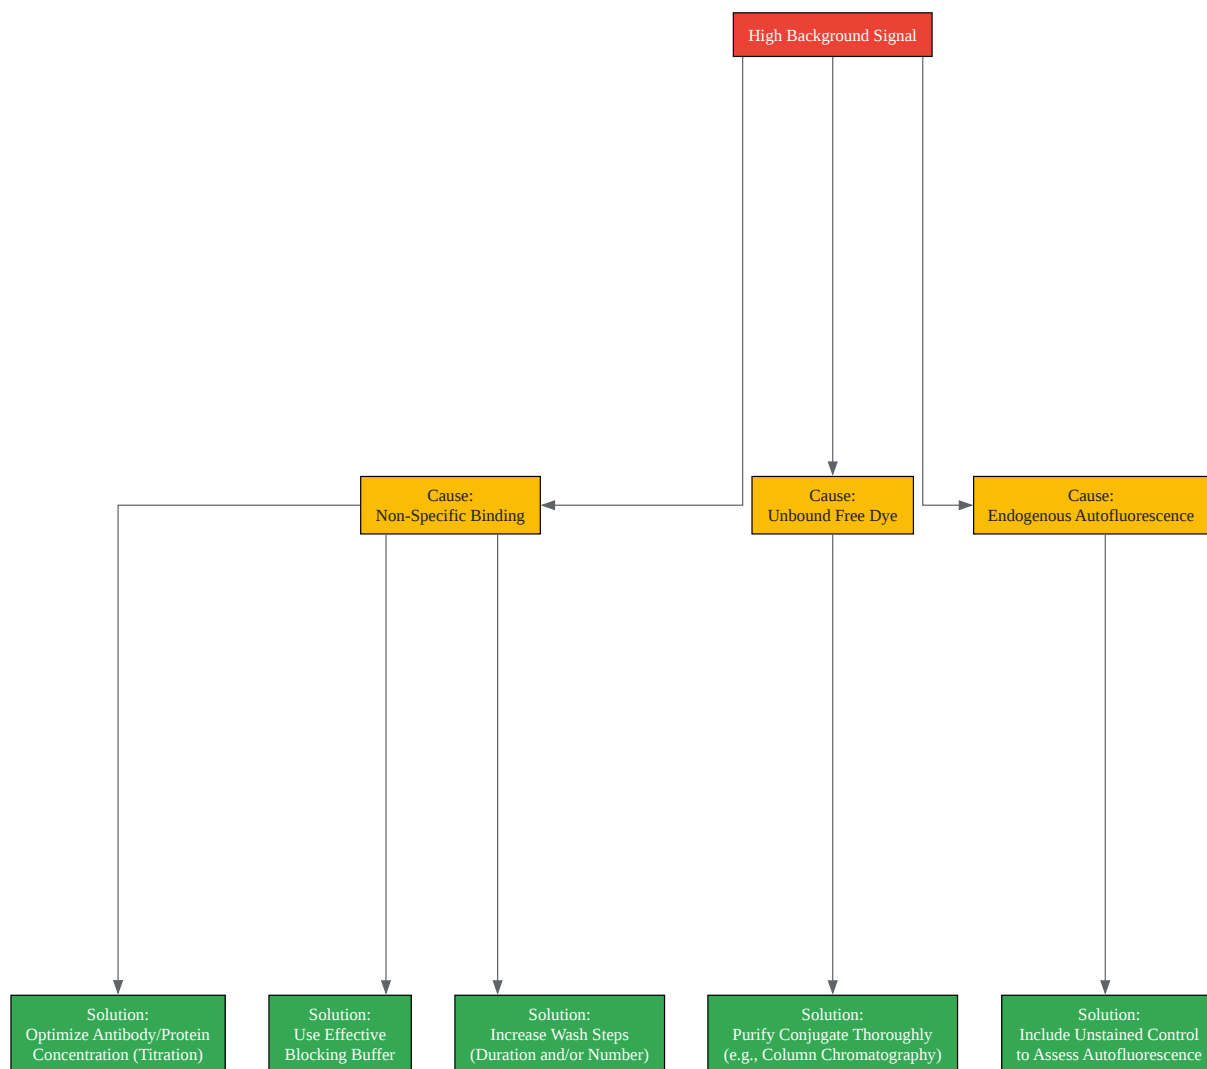 High Background Signal
Cause:
Non-Specific Binding
Cause:
Unbound Free Dye
Cause:
Endogenous Autofluorescence
Solution:
Optimize Antibody/Protein
Concentration (Titration)
Solution:
Use Effective
Blocking Buffer
Solution:
Increase Wash Steps
(Duration and/or Number)
Solution:
Purify Conjugate Thoroughly
(e.g., Column Chromatography)
Solution:
Include Unstained Control
to Assess Autofluorescence